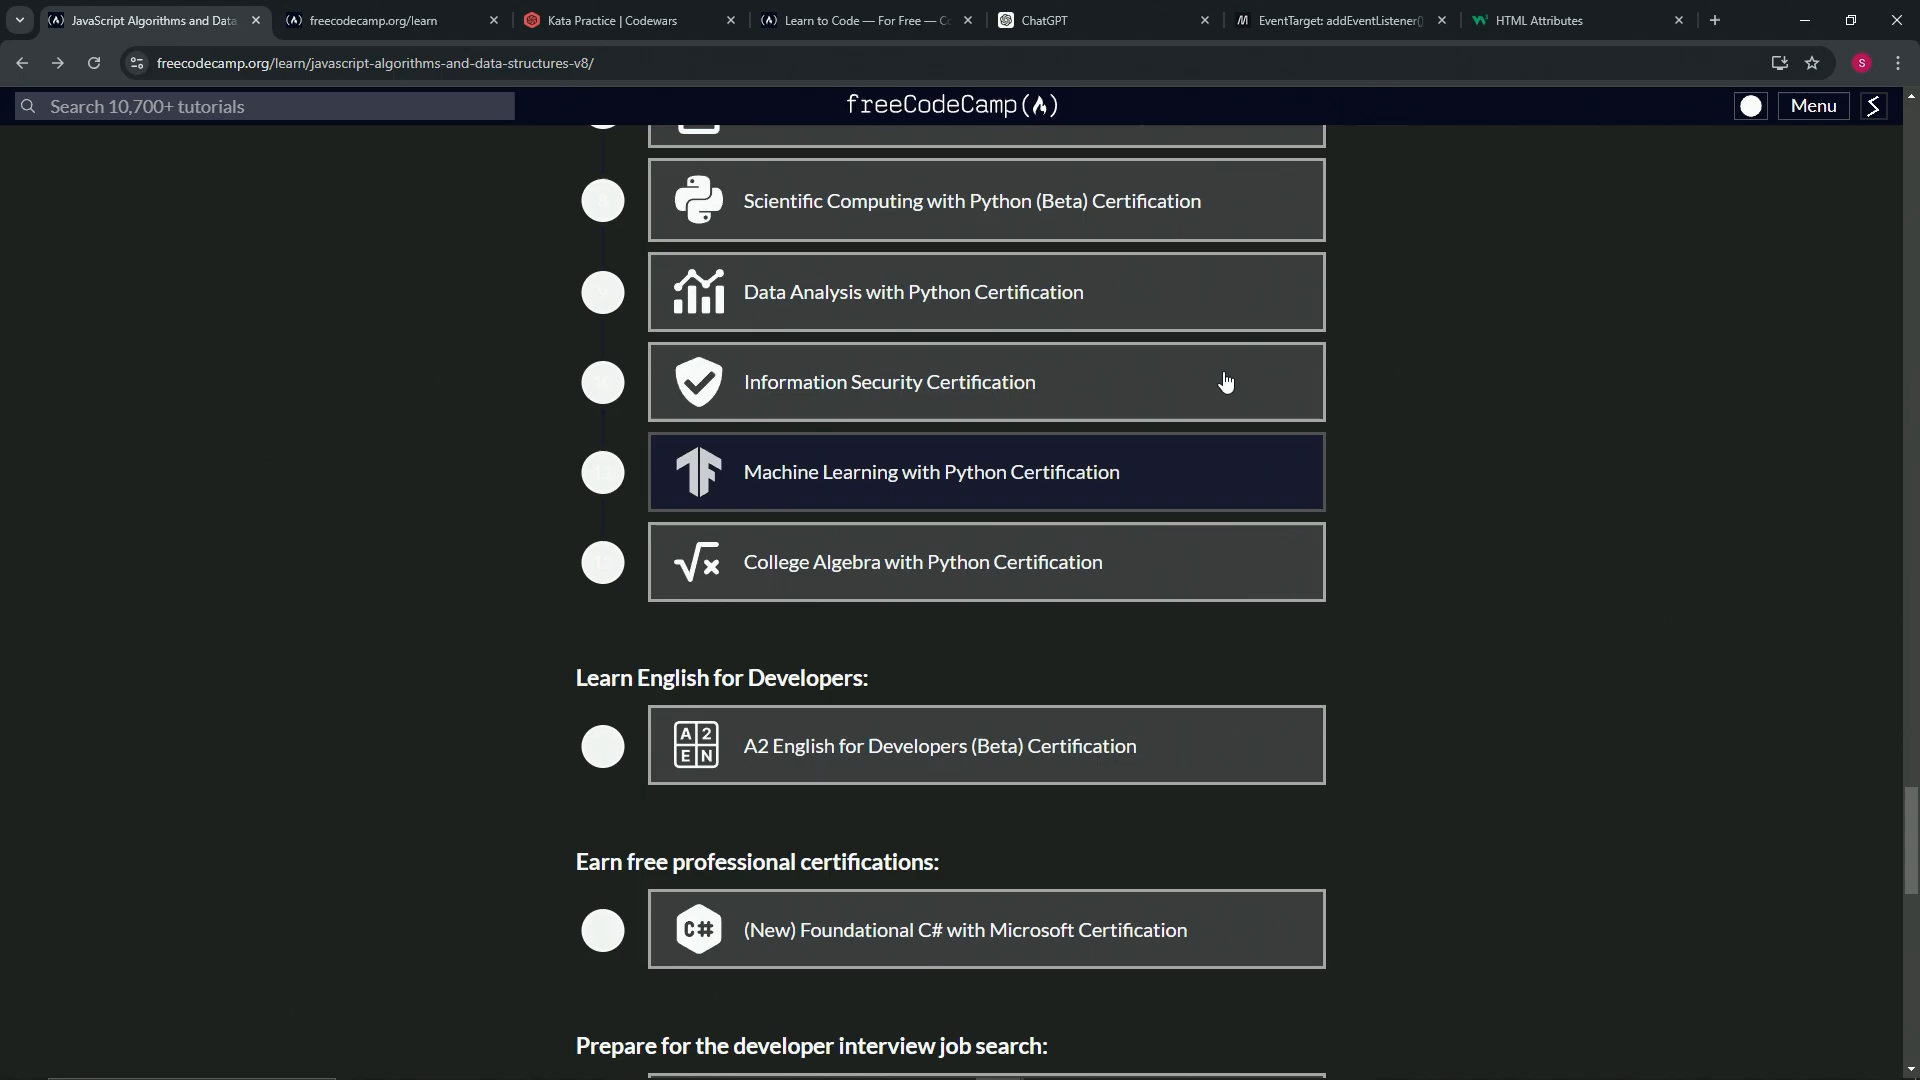 JavaScript Algorithms and Data
freecodecamp.org/learn
Kata Practice | Codewars
Learn to Code — For Free — C
ChatGPT
EventTarget: addEventListener()
HTML Attributes
freecodecamp.org/learn/javascript-algorithms-and-data-structures-v8/
S
Search 10,700+ tutorials
freeCodeCamp(🔥)
Menu
Scientific Computing with Python (Beta) Certification
Data Analysis with Python Certification
Information Security Certification
Machine Learning with Python Certification
College Algebra with Python Certification
Learn English for Developers:
A2
EN
A2 English for Developers (Beta) Certification
Earn free professional certifications:
C#
(New) Foundational C# with Microsoft Certification
Prepare for the developer interview job search: